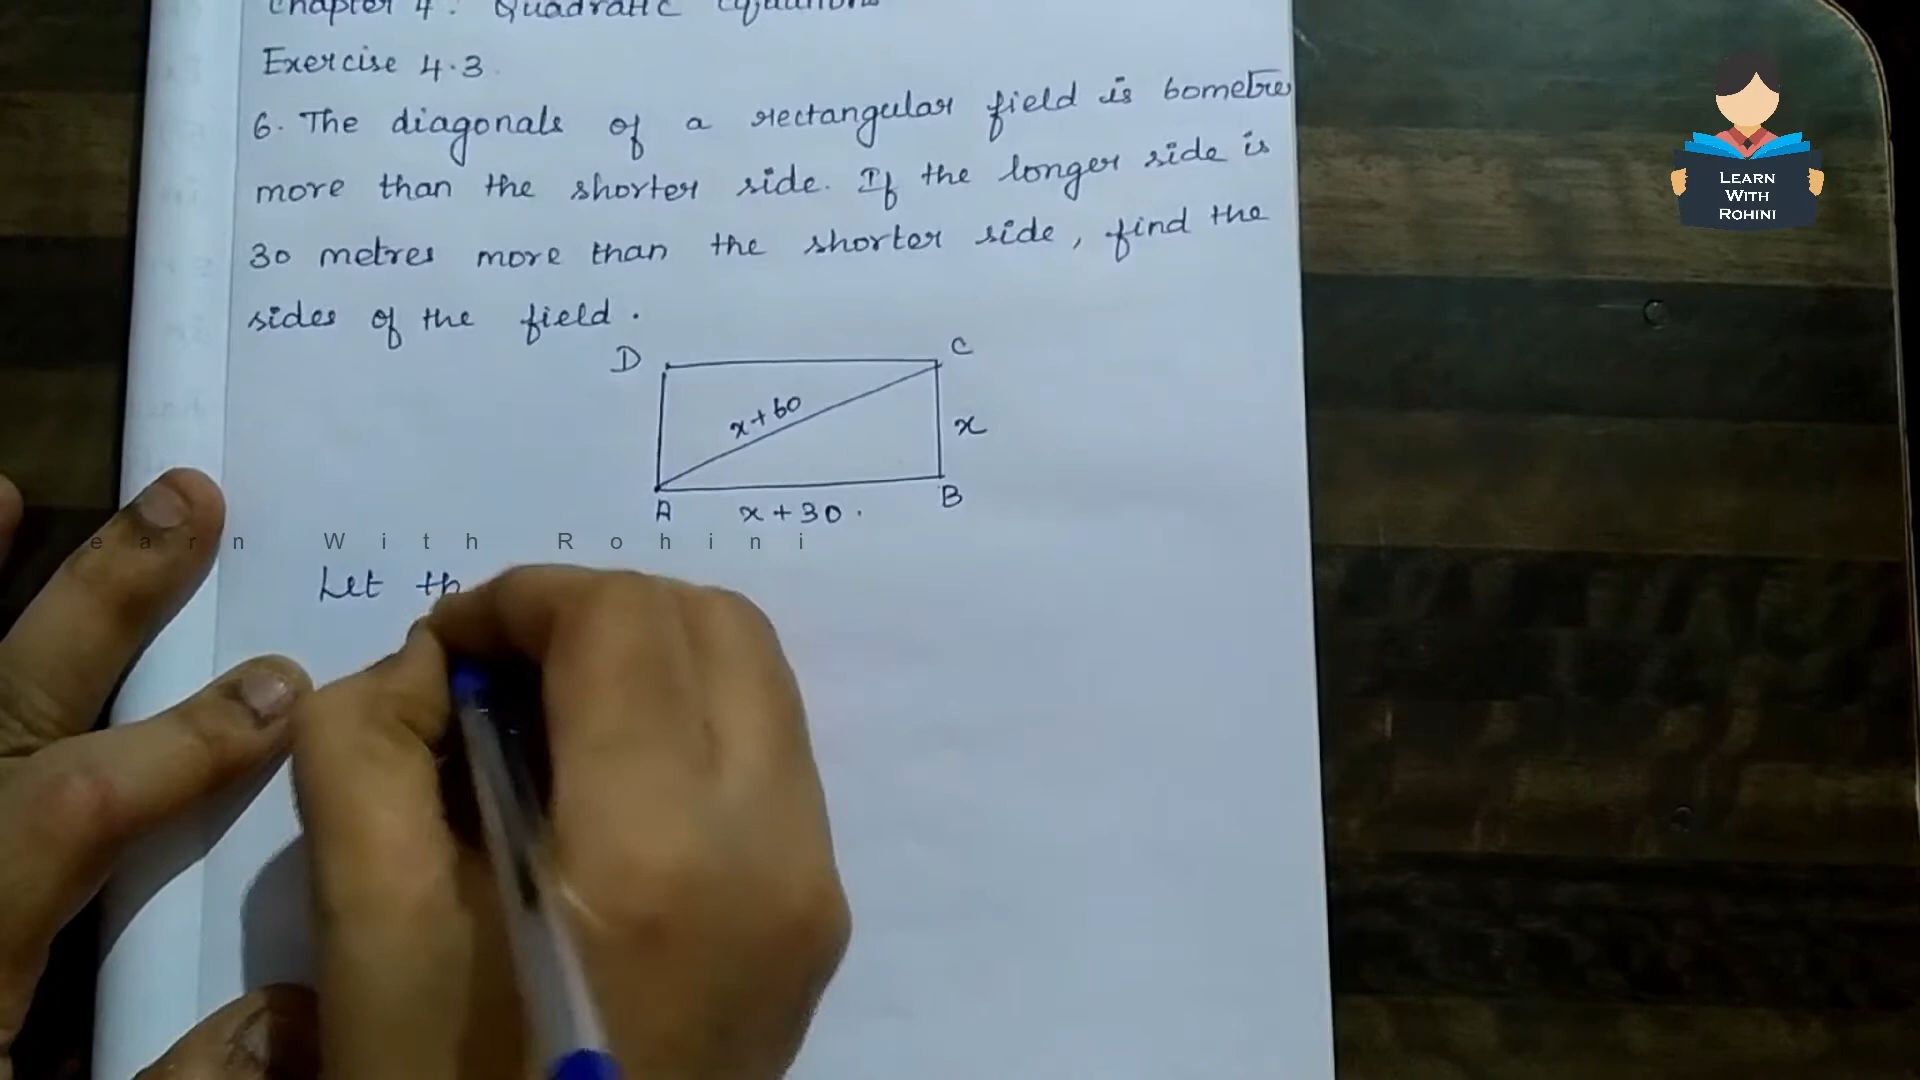 Chapter 4: Quadratic Equations
Exercise 4.3
6. The diagonals of a rectangular field is 60metre
more than the shorter side. If the longer side is
30 metres more than the shorter side, find the
sides of the field.
D C
x+60
x
A x+30. B
earn With Rohini
Let th
LEARN
WITH
ROHINI